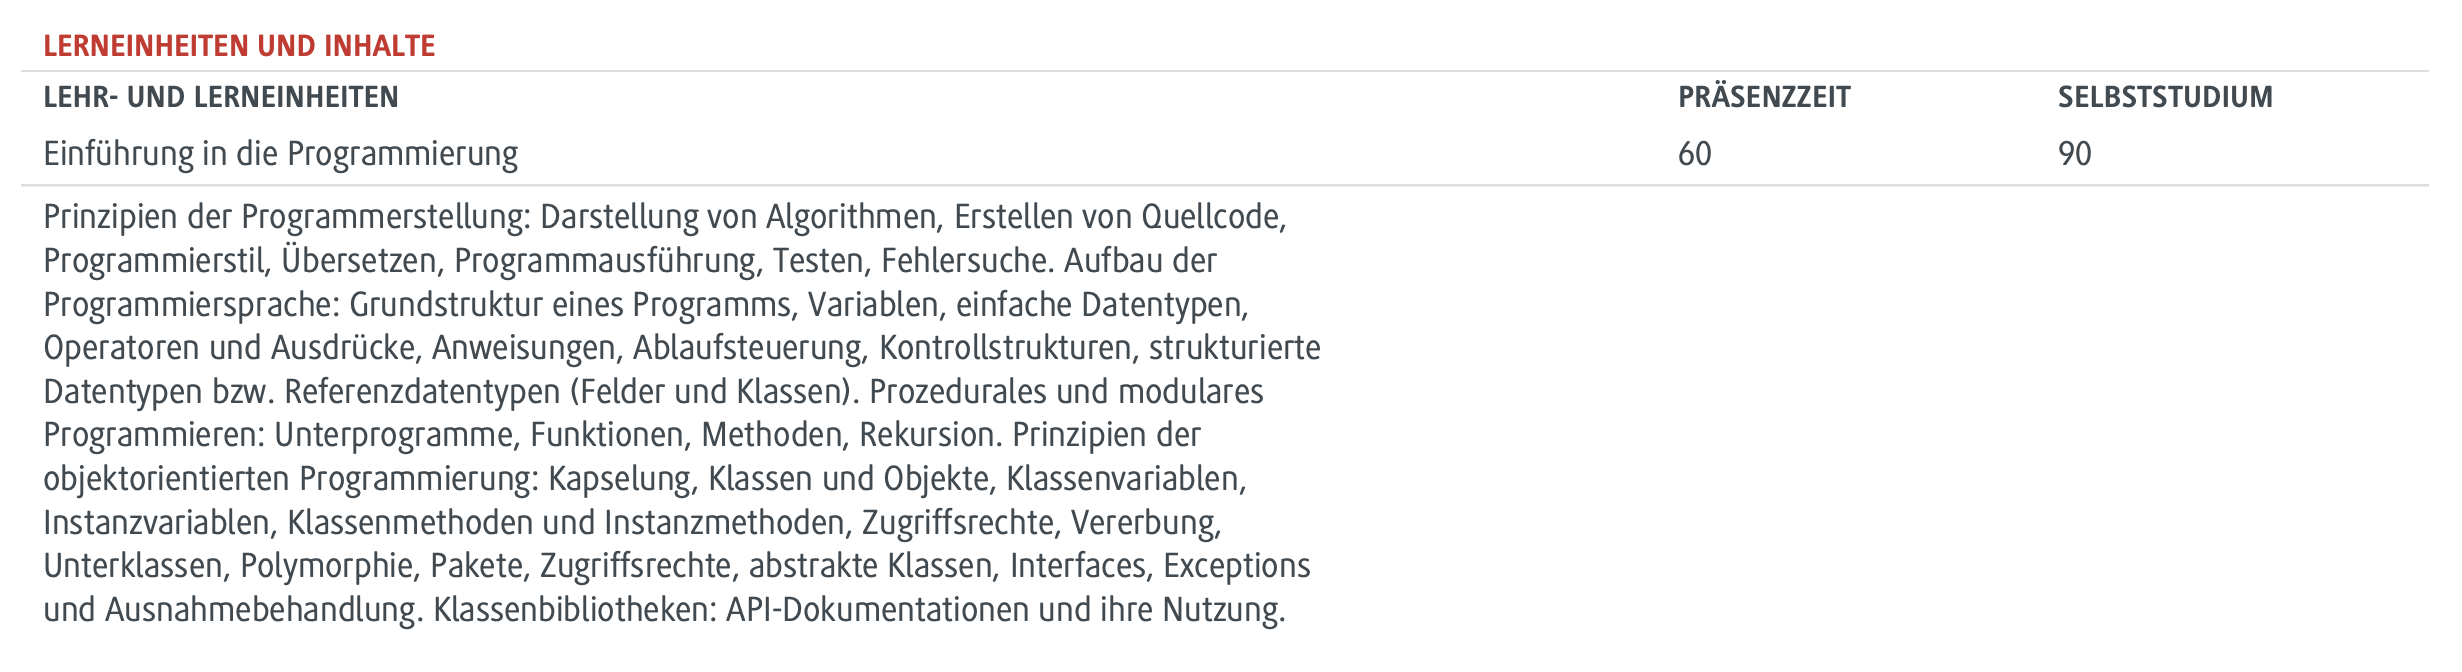 LERNEINHEITEN UND INHALTE
LEHR- UND LERNEINHEITEN PRÄSENZZEIT SELBSTSTUDIUM
Einführung in die Programmierung 60 90
Prinzipien der Programmerstellung: Darstellung von Algorithmen, Erstellen von Quellcode,
Programmierstil, Übersetzen, Programmausführung, Testen, Fehlersuche. Aufbau der
Programmiersprache: Grundstruktur eines Programms, Variablen, einfache Datentypen,
Operatoren und Ausdrücke, Anweisungen, Ablaufsteuerung, Kontrollstrukturen, strukturierte
Datentypen bzw. Referenzdatentypen (Felder und Klassen). Prozedurales und modulares
Programmieren: Unterprogramme, Funktionen, Methoden, Rekursion. Prinzipien der
objektorientierten Programmierung: Kapselung, Klassen und Objekte, Klassenvariablen,
Instanzvariablen, Klassenmethoden und Instanzmethoden, Zugriffsrechte, Vererbung,
Unterklassen, Polymorphie, Pakete, Zugriffsrechte, abstrakte Klassen, Interfaces, Exceptions
und Ausnahmebehandlung. Klassenbibliotheken: API-Dokumentationen und ihre Nutzung.